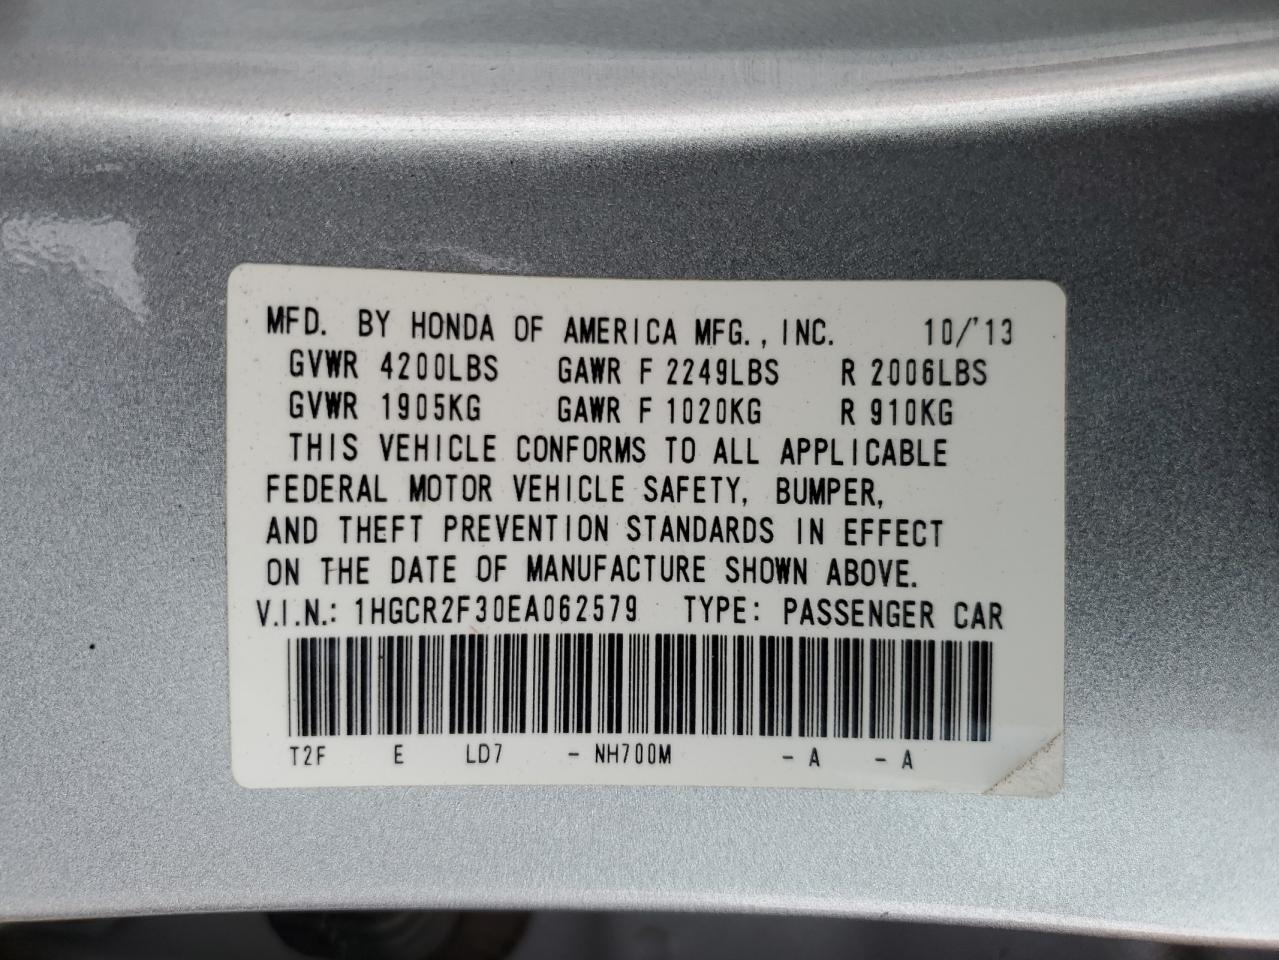 MFD. BY HONDA OF AMERICA MFG., INC. 10/'13
GVWR 4200LBS GAWR F 2249LBS R 2006LBS
GVWR 1905KG GAWR F 1020KG R 910KG
THIS VEHICLE CONFORMS TO ALL APPLICABLE
FEDERAL MOTOR VEHICLE SAFETY, BUMPER,
AND THEFT PREVENTION STANDARDS IN EFFECT
ON THE DATE OF MANUFACTURE SHOWN ABOVE.
V.I.N.: 1HGCR2F30EA062579 TYPE: PASSENGER CAR
T2F E LD7 - NH700M - A - A